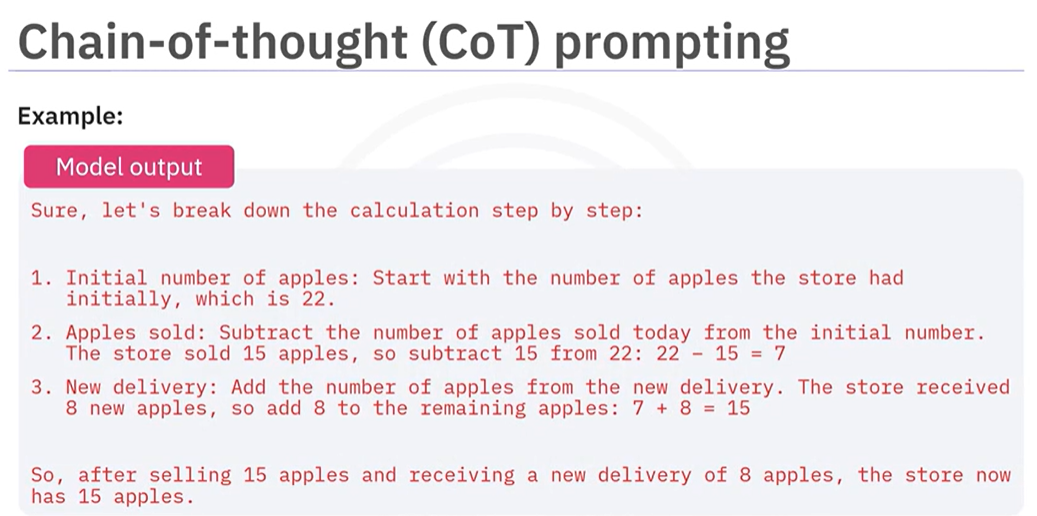 Chain-of-thought (CoT) prompting
Example:
Model output
Sure, let's break down the calculation step by step:
1. Initial number of apples: Start with the number of apples the store had
initially, which is 22.
2. Apples sold: Subtract the number of apples sold today from the initial number.
The store sold 15 apples, so subtract 15 from 22: 22 – 15 = 7
3. New delivery: Add the number of apples from the new delivery. The store received
8 new apples, so add 8 to the remaining apples: 7 + 8 = 15
So, after selling 15 apples and receiving a new delivery of 8 apples, the store now
has 15 apples.